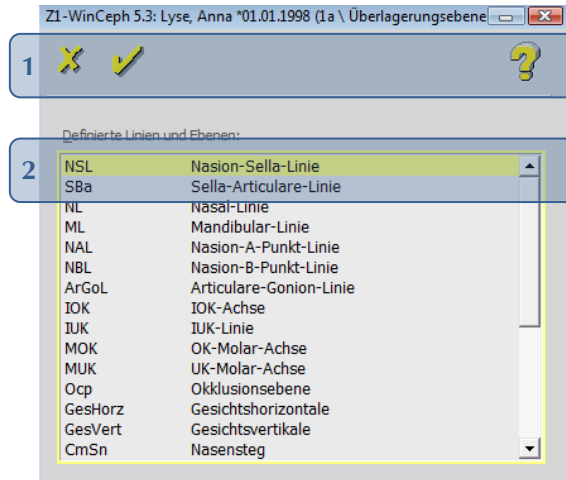 Z1-WinCeph 5.3: Lyse, Anna *01.01.1998 (1a \ Überlagerungsebene
1
Definierte Linien und Ebenen:
2
NSL Nasion-Sella-Linie
SBa Sella-Articulare-Linie
NL Nasal-Linie
ML Mandibular-Linie
NAL Nasion-A-Punkt-Linie
NBL Nasion-B-Punkt-Linie
ArGoL Articulare-Gonion-Linie
IOK IOK-Achse
IUK IUK-Linie
MOK OK-Molar-Achse
MUK UK-Molar-Achse
Ocp Okklusionsebene
GesHorz Gesichtshorizontale
GesVert Gesichtsvertikale
CmSn Nasensteg